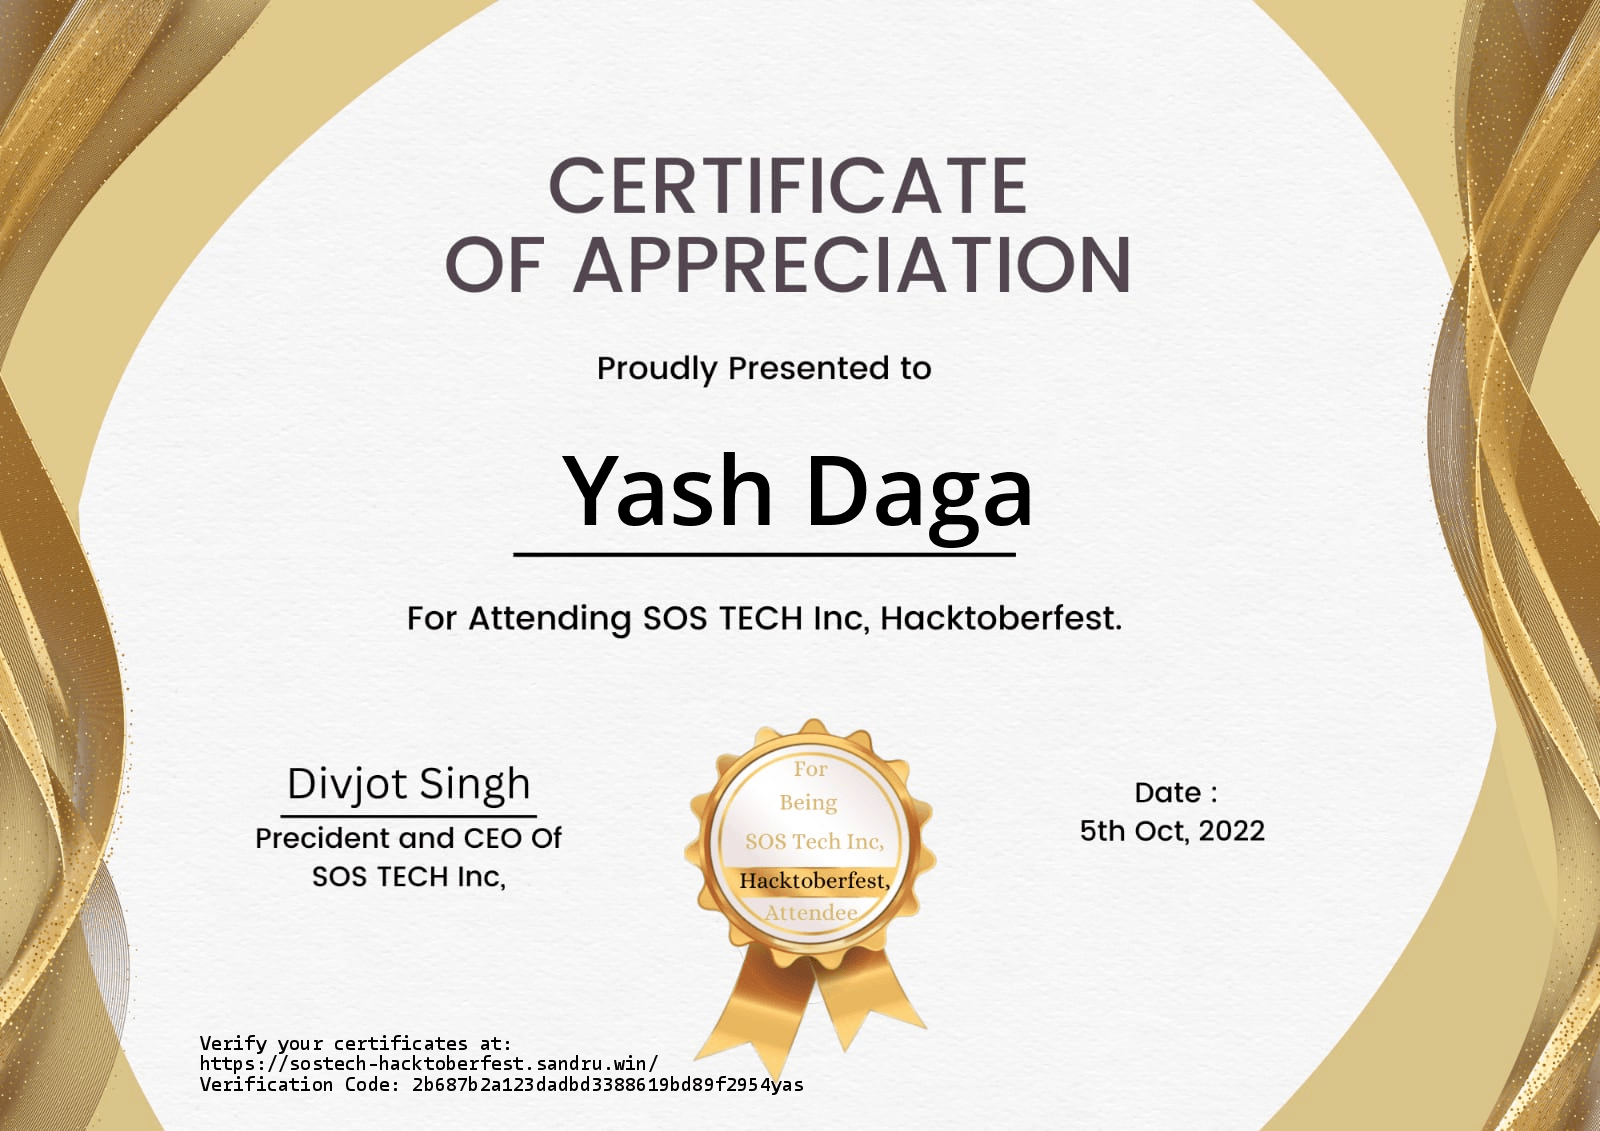 CERTIFICATE
OF APPRECIATION
Proudly Presented to
Yash Daga
For Attending SOS TECH Inc, Hacktoberfest.
Divjot Singh
Precident and CEO Of
SOS TECH Inc,
For
Being
SOS Tech Inc,
Hacktoberfest,
Attendee
Date :
5th Oct, 2022
Verify your certificates at:
https://sostech-hacktoberfest.sandru.win/
Verification Code: 2b687b2a123dadbd3388619bd89f2954yas